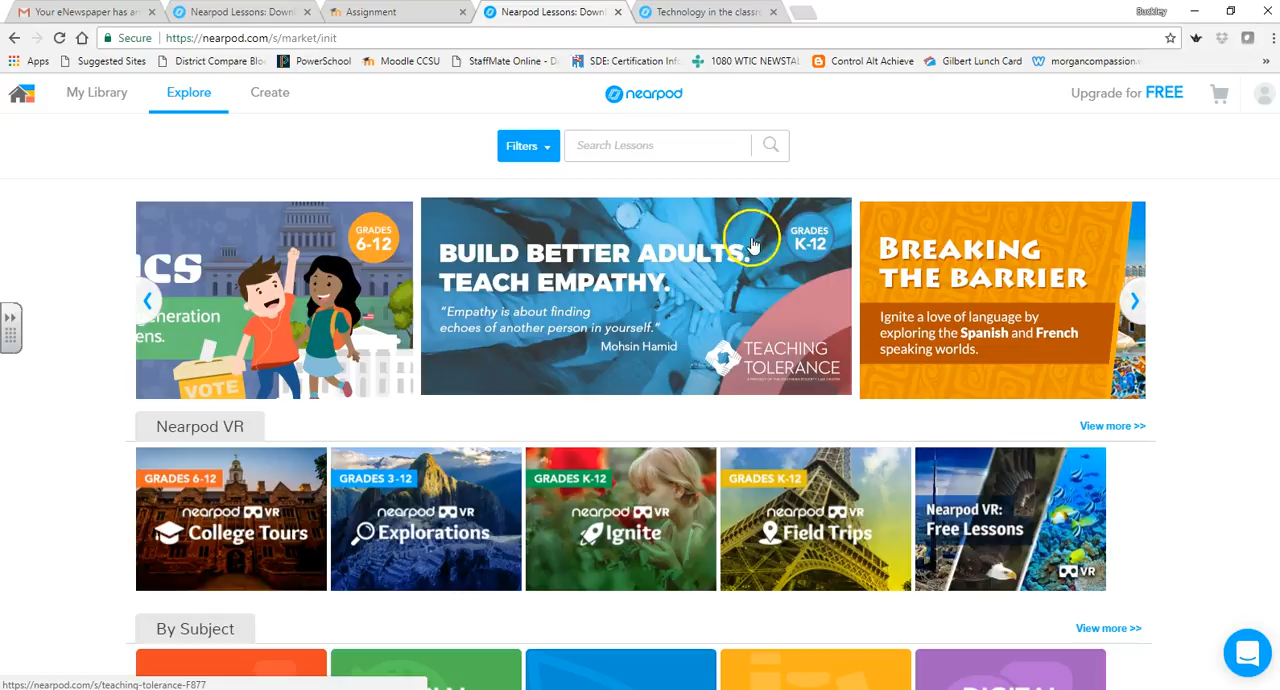 Your eNewspaper has ar
Nearpod Lessons: Downl
Assignment
Nearpod Lessons: Downl
Technology in the classr
Buckley
Secure
https://nearpod.com/s/market/init
Apps
Suggested Sites
District Compare Blo
PowerSchool
Moodle CCSU
StaffMate Online - D
SDE: Certification Info
1080 WTIC NEWSTAL
Control Alt Achieve
Gilbert Lunch Card
morgancompassion.
»
My Library
Explore
Create
nearpod
Upgrade for FREE
Filters
Search Lessons
GRADES
6-12
ICS
generation
ens.
VOTE
BUILD BETTER ADULTS.
TEACH EMPATHY.
"Empathy is about finding
echoes of another person in yourself."
Mohsin Hamid
GRADES
K-12
TEACHING
TOLERANCE
BREAKING
THE BARRIER
Ignite a love of language by
exploring the Spanish and French
speaking worlds.
Nearpod VR
View more >>
GRADES 6-12
nearpod VR
College Tours
GRADES 3-12
nearpod VR
Explorations
GRADES K-12
nearpod VR
Ignite
GRADES K-12
nearpod VR
Field Trips
Nearpod VR:
Free Lessons
VR
By Subject
View more >>
DIGITAL
https://nearpod.com/s/teaching-tolerance-F877